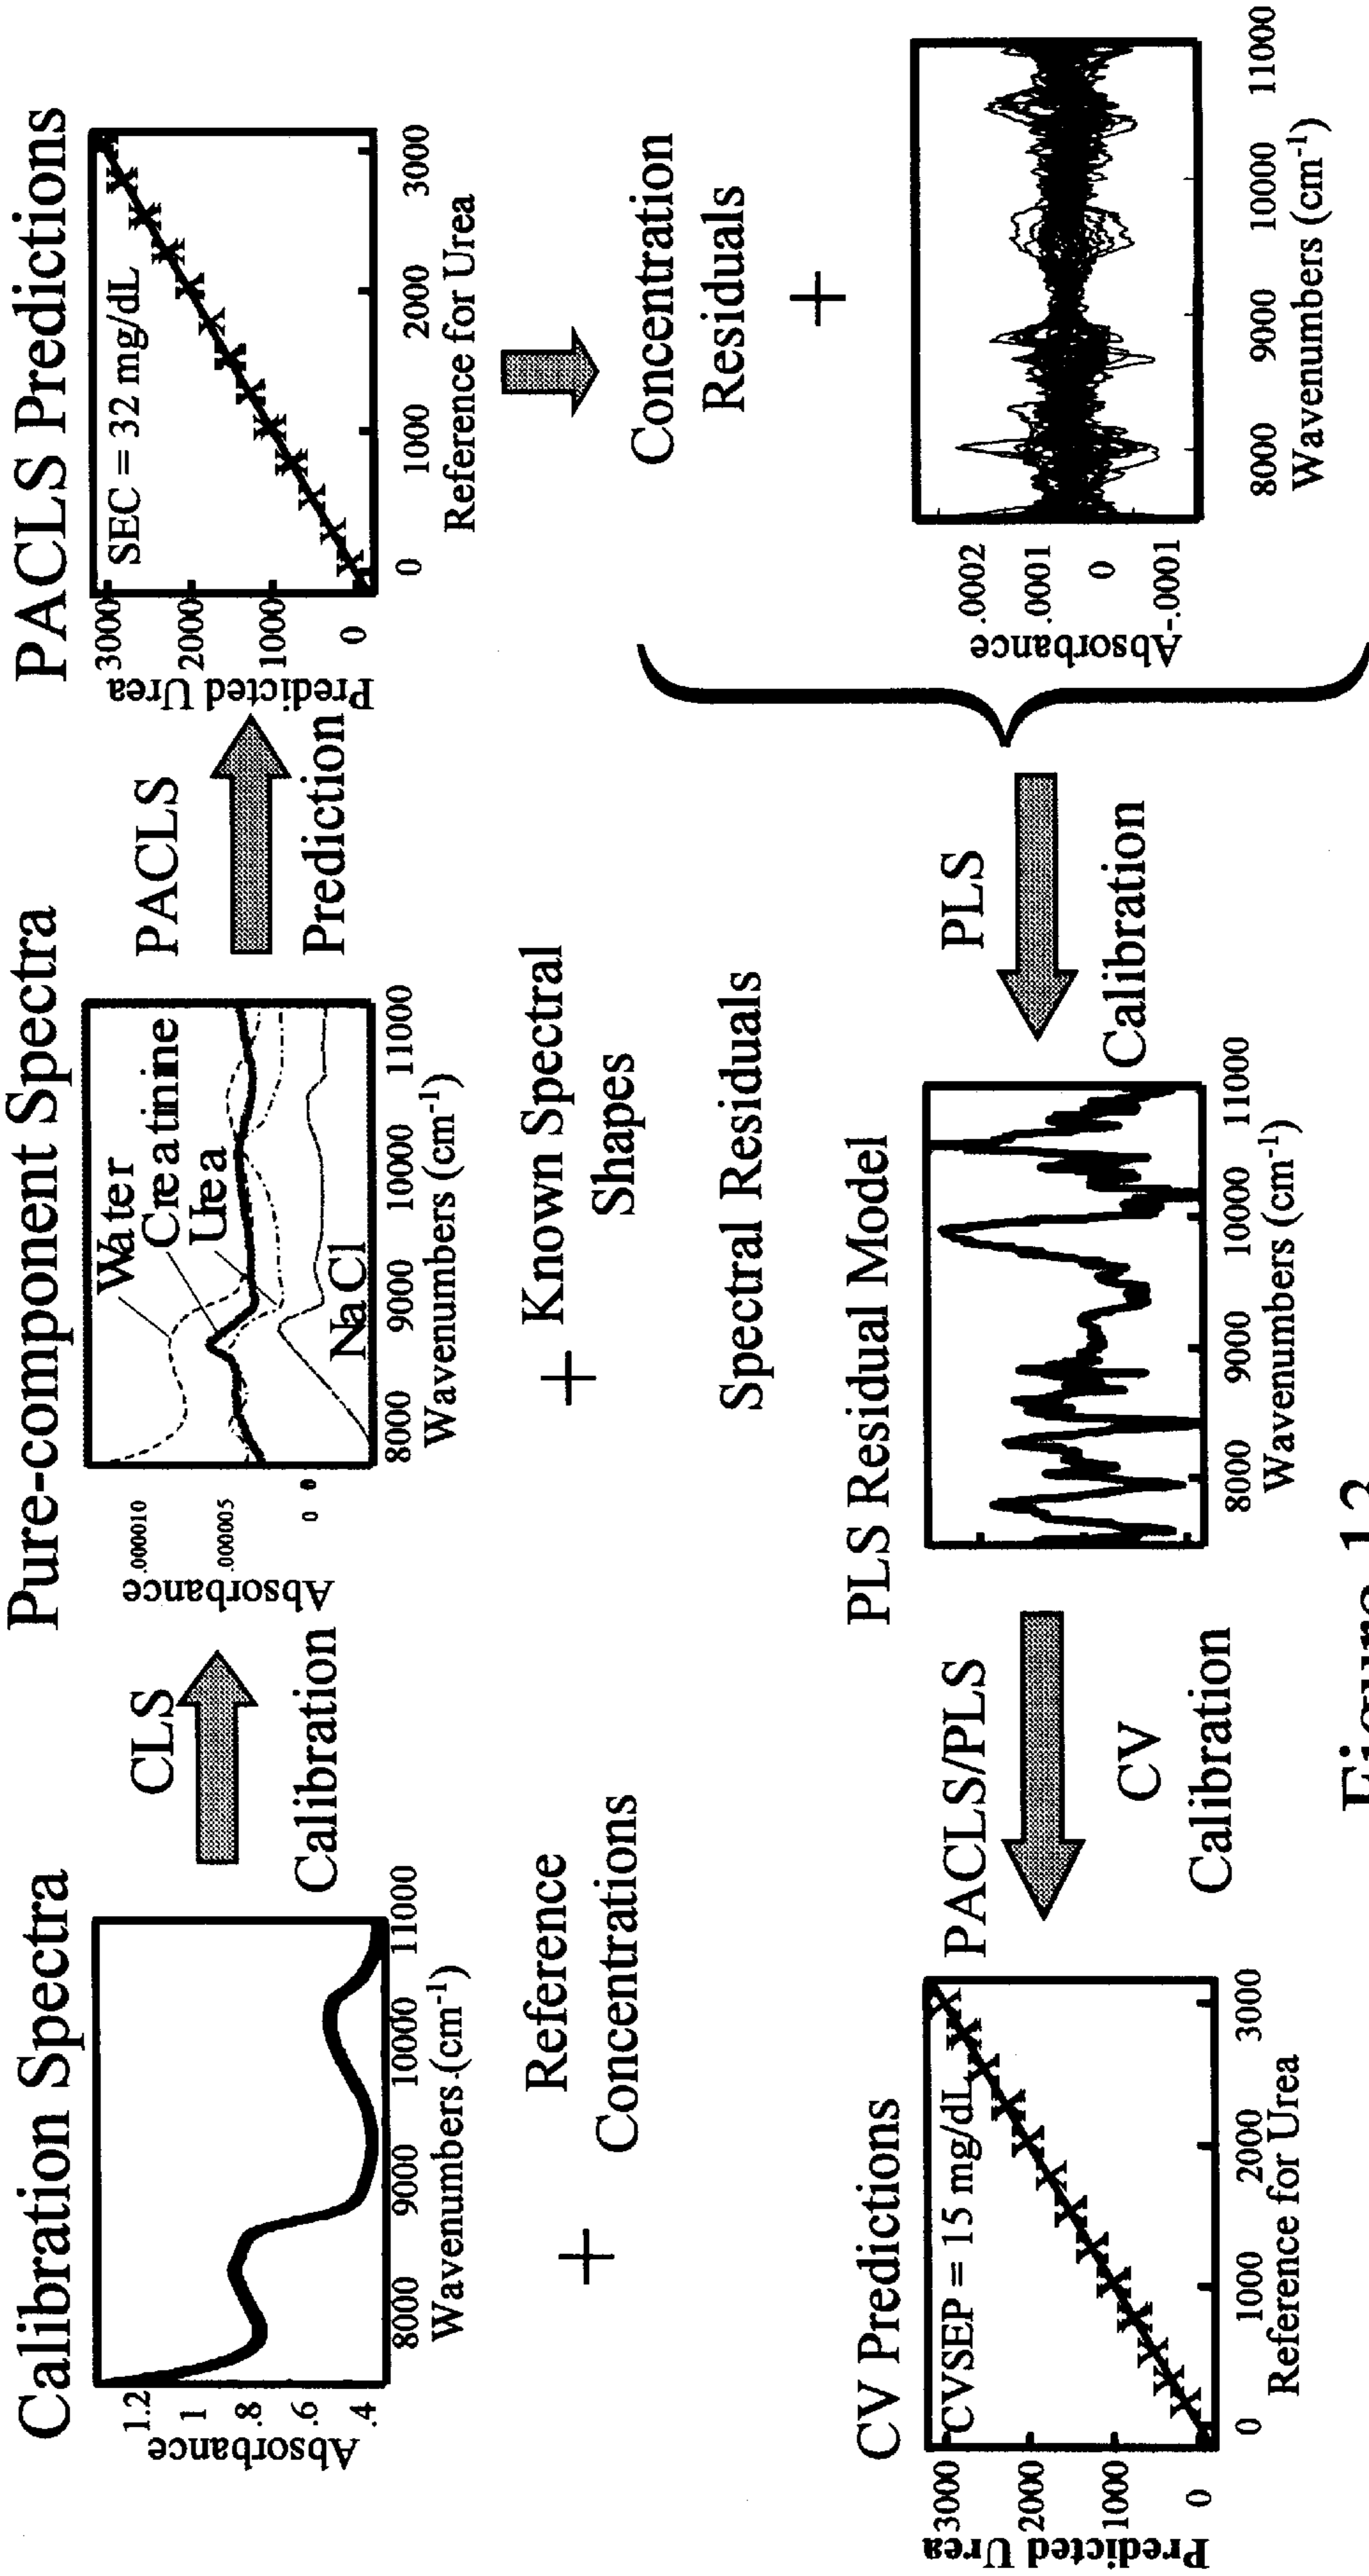 Calibration Spectra
1.2
1
.8
.6
.4
Absorbance
8000 9000 10000 11000
Wavenumbers (cm-1)
+
Reference
Concentrations
CLS
Calibration
Pure-component Spectra
.000010
.000005
0 0
Absorbance
Water
Creatinine
Urea
NaCl
8000 9000 10000 11000
Wavenumbers (cm-1)
+
Known Spectral
Shapes
PACLS
Prediction
PACLS Predictions
SEC = 32 mg/dL
3000
2000
1000
0
Predicted Urea
0 1000 2000 3000
Reference for Urea
Concentration
Residuals
+
Spectral Residuals
.0002
.0001
0
-.0001
Absorbance
8000 9000 10000 11000
Wavenumbers (cm-1)
PLS
Calibration
PLS Residual Model
8000 9000 10000 11000
Wavenumbers (cm-1)
PACLS/PLS
CV
Calibration
CV Predictions
CVSEP = 15 mg/dL
3000
2000
1000
0
Predicted Urea
0 1000 2000 3000
Reference for Urea
Figure 12